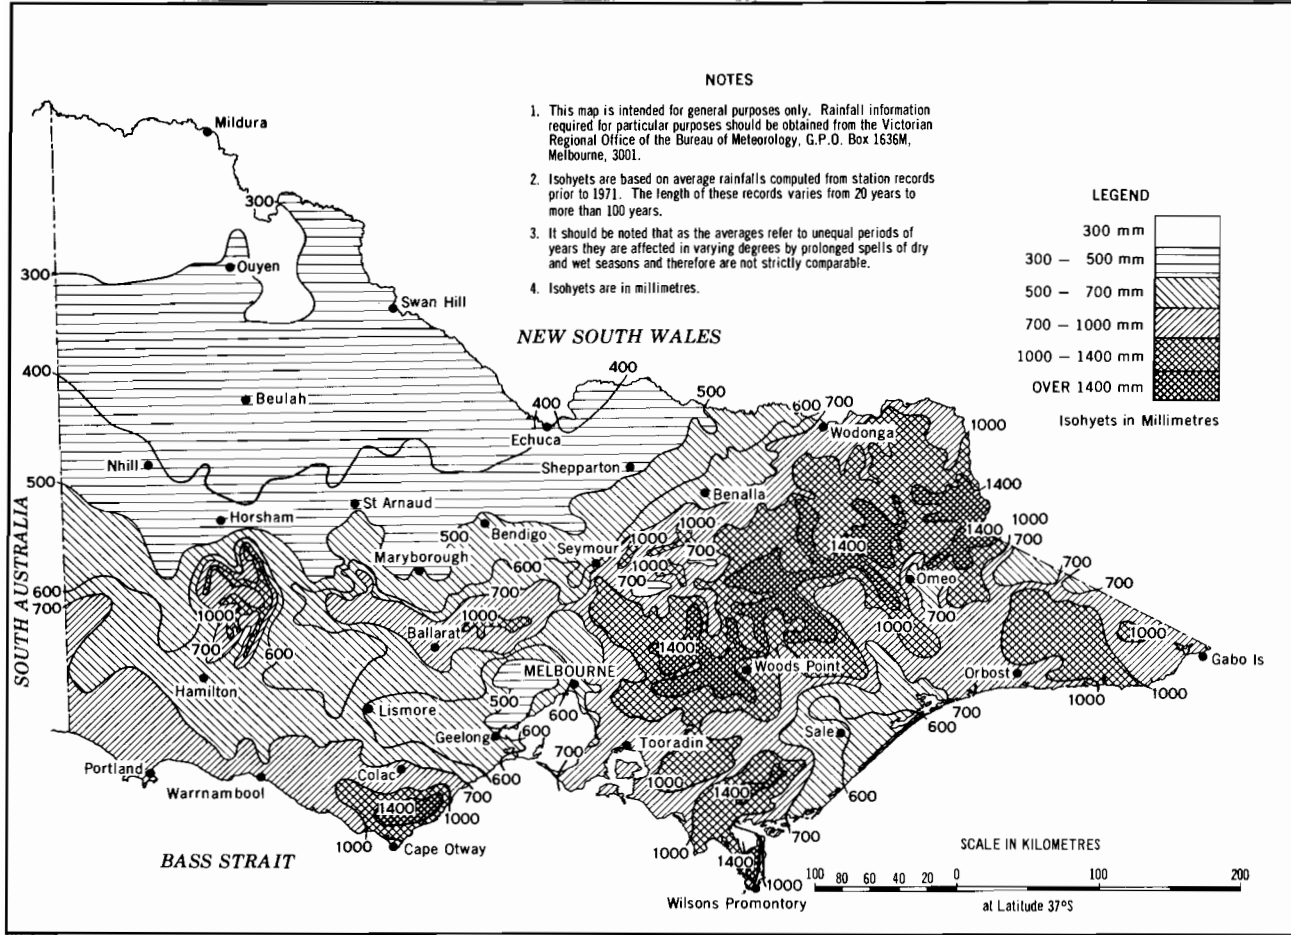 NOTES
1. This map is intended for general purposes only. Rainfall information
required for particular purposes should be obtained from the Victorian
Regional Office of the Bureau of Meteorology, G.P.O. Box 1636M,
Melbourne, 3001.
2. Isohyets are based on average rainfalls computed from station records
prior to 1971. The length of these records varies from 20 years to
more than 100 years.
3. It should be noted that as the averages refer to unequal periods of
years they are affected in varying degrees by prolonged spells of dry
and wet seasons and therefore are not strictly comparable.
4. Isohyets are in millimetres.
LEGEND
300 mm
300 – 500 mm
500 – 700 mm
700 – 1000 mm
1000 – 1400 mm
OVER 1400 mm
Isohyets in Millimetres
Mildura
300
Ouyen
300
Swan Hill
NEW SOUTH WALES
400
400
500
Beulah
400
600 700
Wodonga
1000
Echuca
Nhill
Shepparton
500
1400
Benalla
St Arnaud
Horsham
SOUTH AUSTRALIA
500
Bendigo
1000
1000
1400
1000
700
Seymour
1400
700
Maryborough
600
1000
700
700
700
Omeo
600
700
700
1000
1000
700
1000
Ballarat
1000
700
600
1400
MELBOURNE
Woods Point
Orbost
Gabo Is
Hamilton
500
1000
1000
700
600
Lismore
600
Geelong
600
Tooradin
Sale
700
Portland
Colac
600
1000
Warrnambool
700
1400
600
1400
1000
700
1000
Cape Otway
1000
1400
BASS STRAIT
1000
Wilsons Promontory
SCALE IN KILOMETRES
100 80 60 40 20 0 100 200
at Latitude 37°S